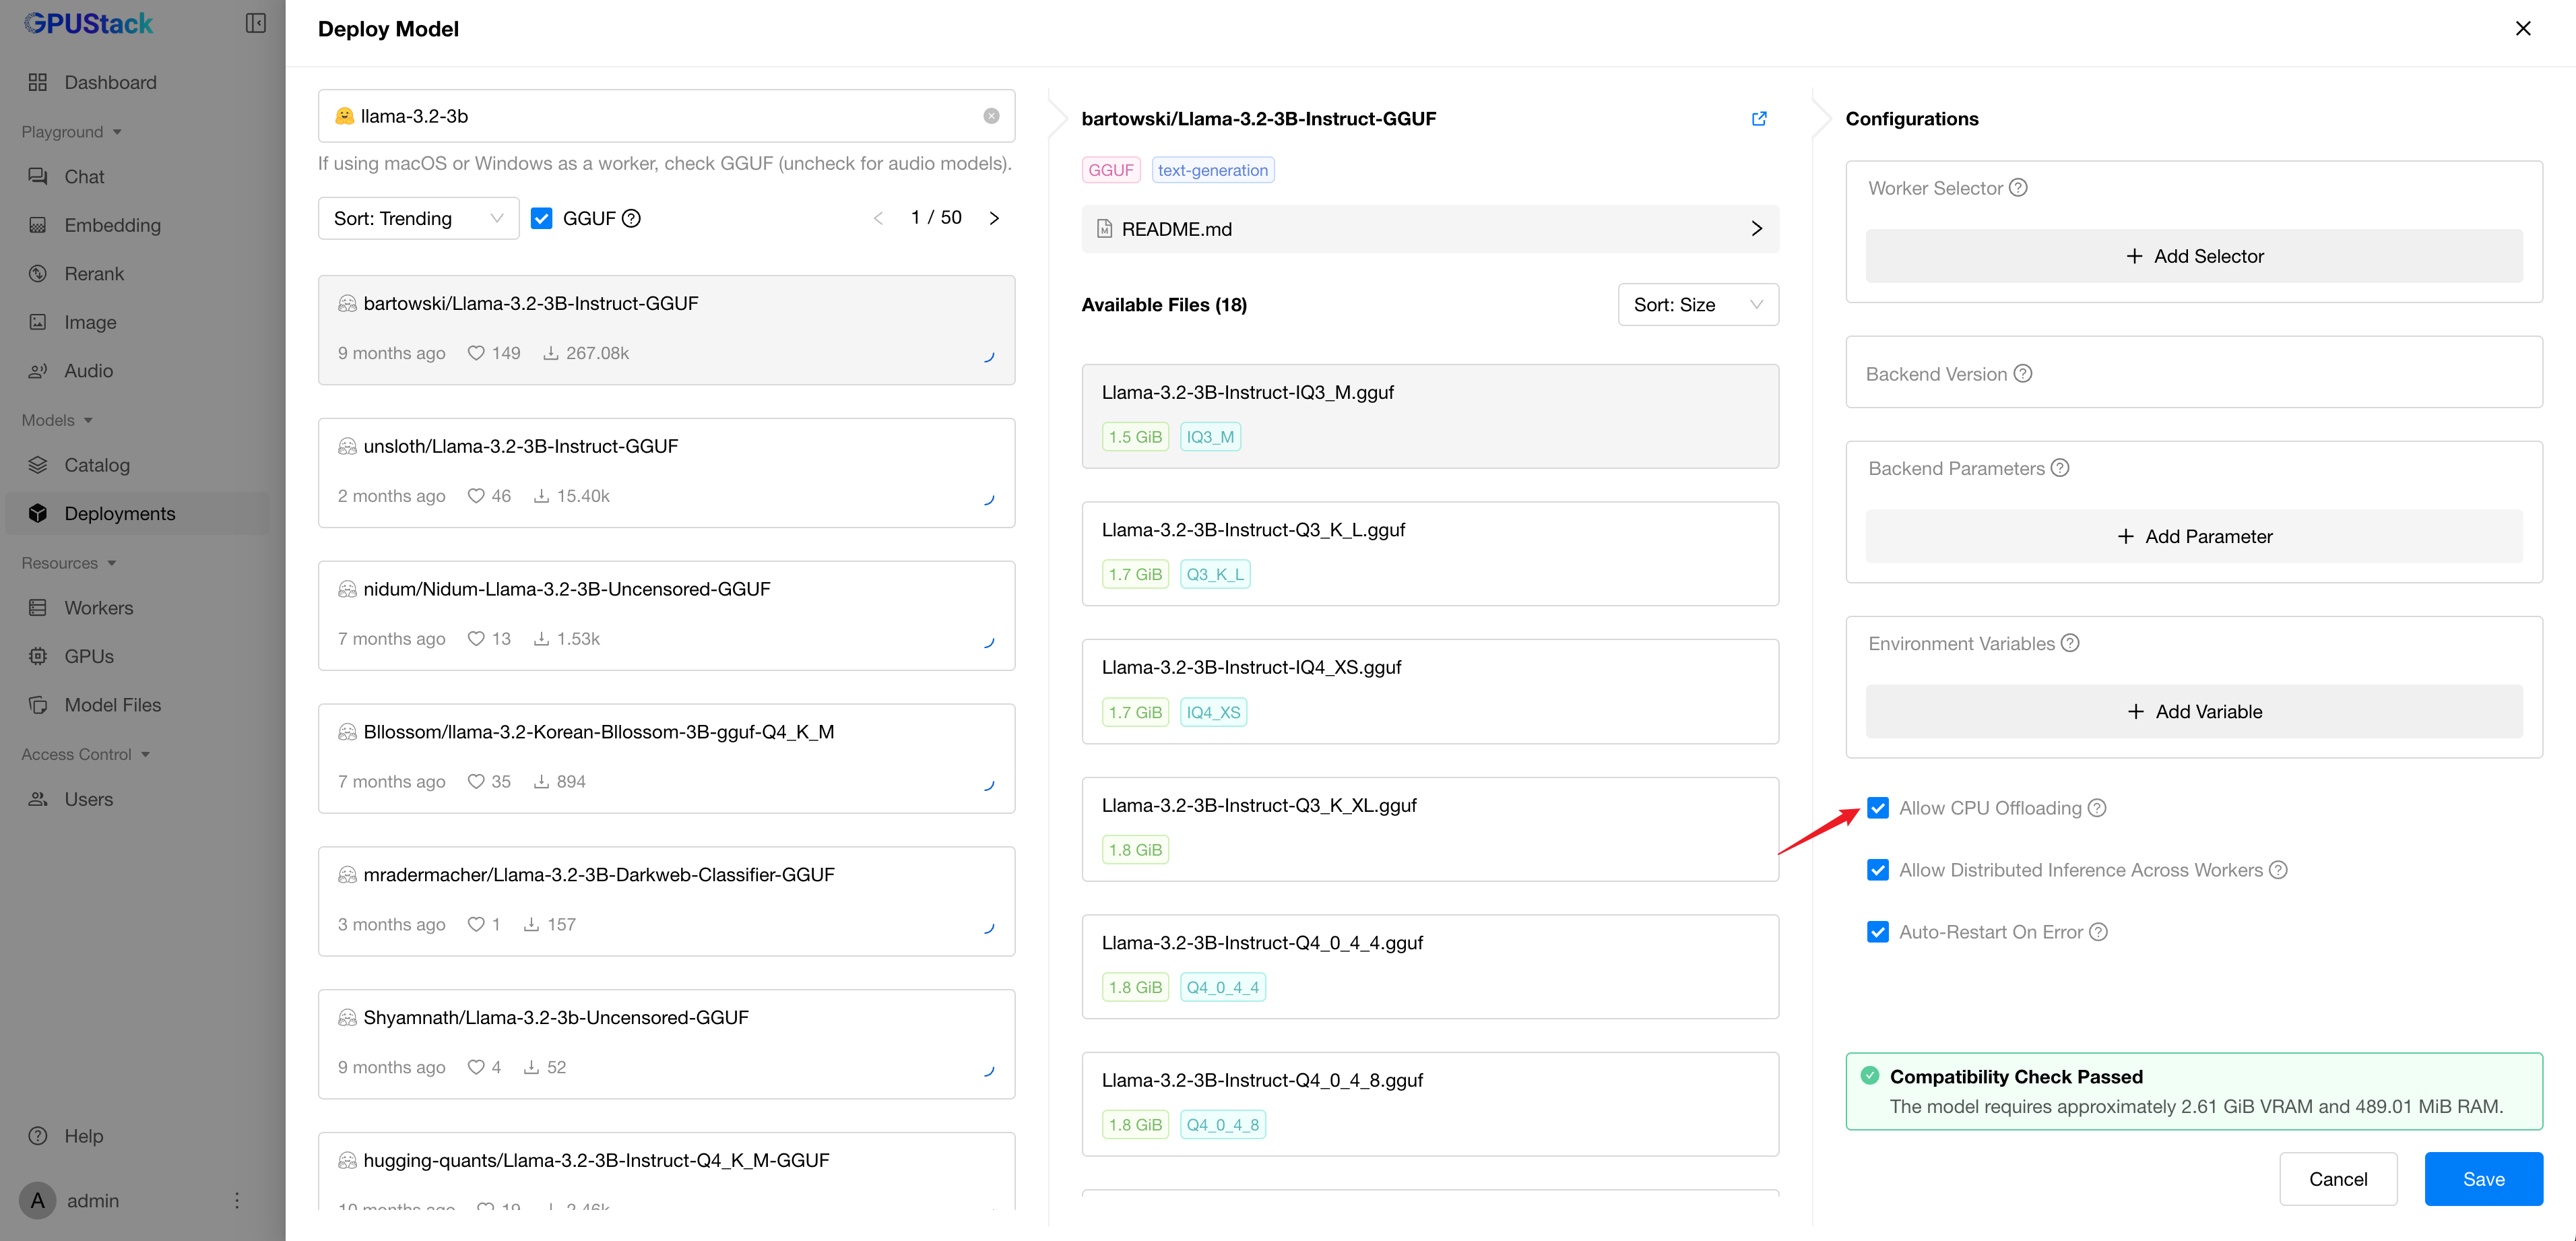 GPUStack
Dashboard
Playground
Chat
Embedding
Rerank
Image
Audio
Models
Catalog
Deployments
Resources
Workers
GPUs
Model Files
Access Control
Users
Help
A admin
Deploy Model
llama-3.2-3b
If using macOS or Windows as a worker, check GGUF (uncheck for audio models).
Sort: Trending GGUF 1 / 50
bartowski/Llama-3.2-3B-Instruct-GGUF
9 months ago 149 267.08k
unsloth/Llama-3.2-3B-Instruct-GGUF
2 months ago 46 15.40k
nidum/Nidum-Llama-3.2-3B-Uncensored-GGUF
7 months ago 13 1.53k
Bllossom/llama-3.2-Korean-Bllossom-3B-gguf-Q4_K_M
7 months ago 35 894
mradermacher/Llama-3.2-3B-Darkweb-Classifier-GGUF
3 months ago 1 157
Shyamnath/Llama-3.2-3b-Uncensored-GGUF
9 months ago 4 52
hugging-quants/Llama-3.2-3B-Instruct-Q4_K_M-GGUF
10 months ago 19 2.46k
bartowski/Llama-3.2-3B-Instruct-GGUF
GGUF text-generation
README.md
Available Files (18) Sort: Size
Llama-3.2-3B-Instruct-IQ3_M.gguf
1.5 GiB IQ3_M
Llama-3.2-3B-Instruct-Q3_K_L.gguf
1.7 GiB Q3_K_L
Llama-3.2-3B-Instruct-IQ4_XS.gguf
1.7 GiB IQ4_XS
Llama-3.2-3B-Instruct-Q3_K_XL.gguf
1.8 GiB
Llama-3.2-3B-Instruct-Q4_0_4_4.gguf
1.8 GiB Q4_0_4_4
Llama-3.2-3B-Instruct-Q4_0_4_8.gguf
1.8 GiB Q4_0_4_8
Configurations
Worker Selector
+ Add Selector
Backend Version
Backend Parameters
+ Add Parameter
Environment Variables
+ Add Variable
Allow CPU Offloading
Allow Distributed Inference Across Workers
Auto-Restart On Error
Compatibility Check Passed
The model requires approximately 2.61 GiB VRAM and 489.01 MiB RAM.
Cancel Save